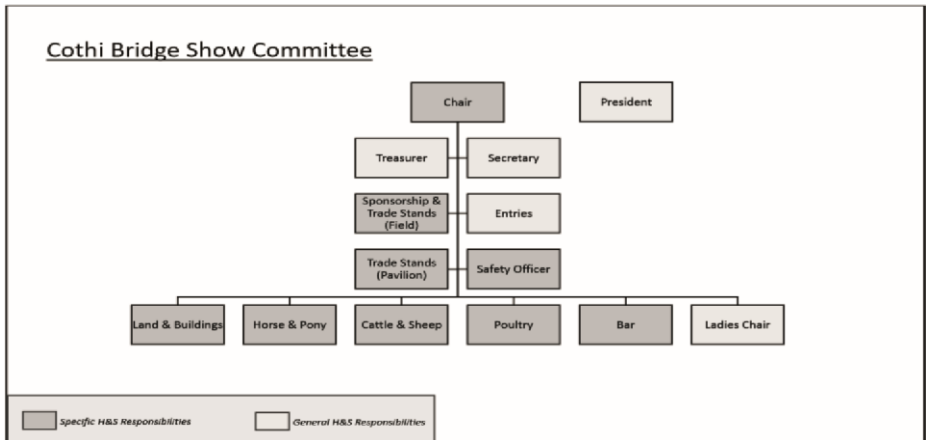 Cothi Bridge Show Committee
Chair
President
Treasurer
Secretary
Sponsorship &
Trade Stands
(Field)
Entries
Trade Stands
(Pavilion)
Safety Officer
Land & Buildings
Horse & Pony
Cattle & Sheep
Poultry
Bar
Ladies Chair
Specific H&S Responsibilities
General H&S Responsibilities